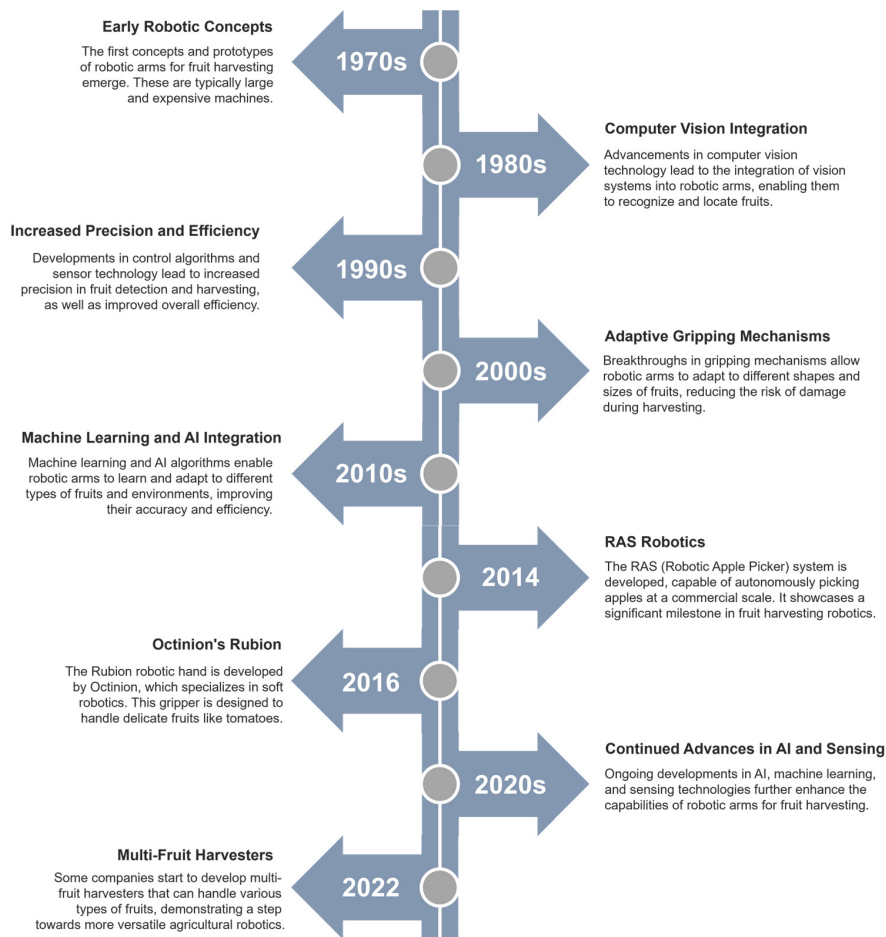 Early Robotic Concepts
The first concepts and prototypes
of robotic arms for fruit harvesting
emerge. These are typically large
and expensive machines.
1970s
Computer Vision Integration
Advancements in computer vision
technology lead to the integration of vision
systems into robotic arms, enabling them
to recognize and locate fruits.
1980s
Increased Precision and Efficiency
Developments in control algorithms and
sensor technology lead to increased
precision in fruit detection and harvesting,
as well as improved overall efficiency.
1990s
Adaptive Gripping Mechanisms
Breakthroughs in gripping mechanisms allow
robotic arms to adapt to different shapes and
sizes of fruits, reducing the risk of damage
during harvesting.
2000s
Machine Learning and AI Integration
Machine learning and AI algorithms enable
robotic arms to learn and adapt to different
types of fruits and environments, improving
their accuracy and efficiency.
2010s
RAS Robotics
The RAS (Robotic Apple Picker) system is
developed, capable of autonomously picking
apples at a commercial scale. It showcases a
significant milestone in fruit harvesting robotics.
2014
Octinion's Rubion
The Rubion robotic hand is developed
by Octinion, which specializes in soft
robotics. This gripper is designed to
handle delicate fruits like tomatoes.
2016
Continued Advances in AI and Sensing
Ongoing developments in AI, machine learning,
and sensing technologies further enhance the
capabilities of robotic arms for fruit harvesting.
2020s
Multi-Fruit Harvesters
Some companies start to develop multi-
fruit harvesters that can handle various
types of fruits, demonstrating a step
towards more versatile agricultural robotics.
2022